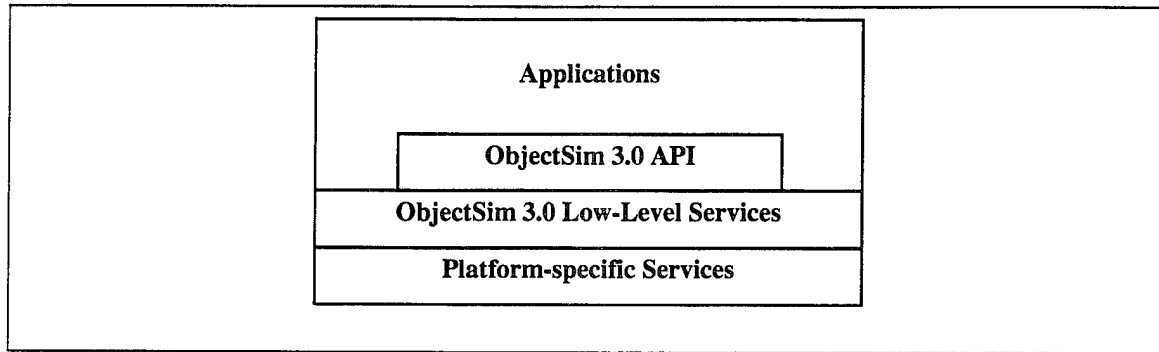 Applications
ObjectSim 3.0 API
ObjectSim 3.0 Low-Level Services
Platform-specific Services